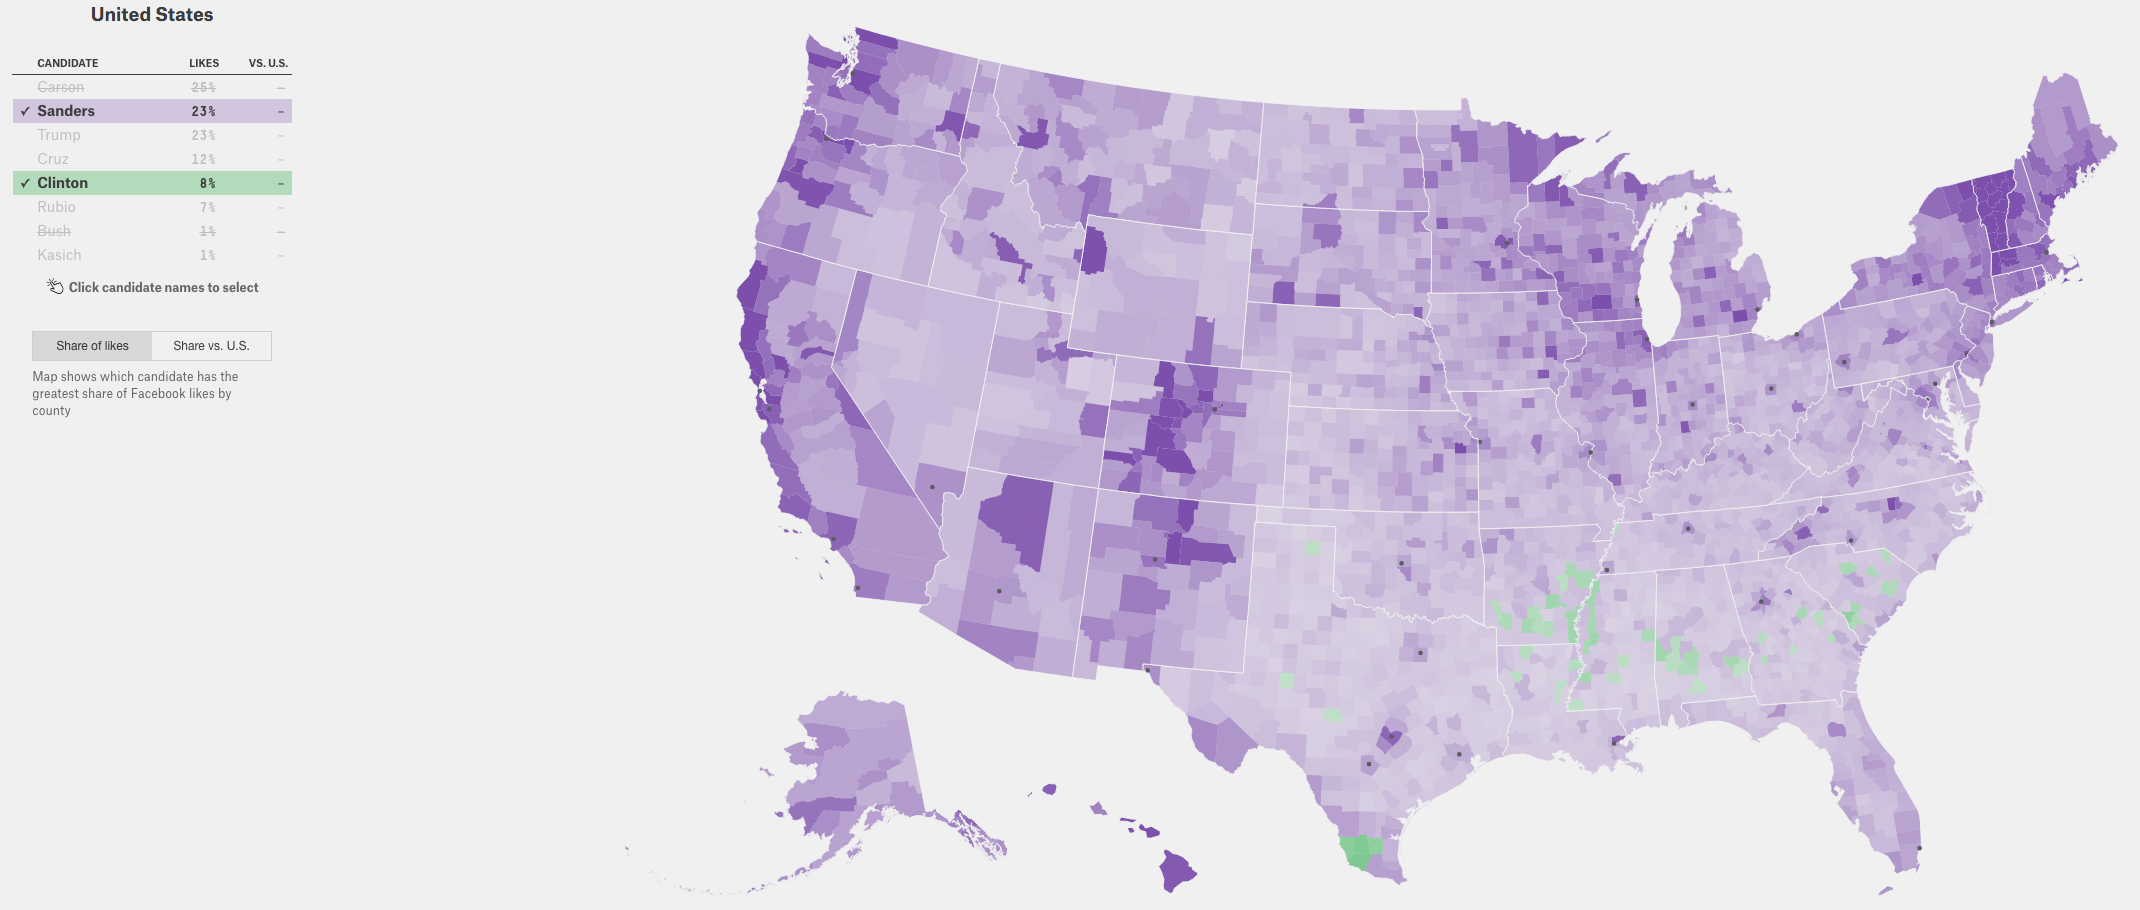 United States
CANDIDATE LIKES VS. U.S.
Carson 25% –
✓ Sanders 23% –
Trump 23% –
Cruz 12% –
✓ Clinton 8% –
Rubio 7% –
Bush 1% –
Kasich 1% –
Click candidate names to select
Share of likes Share vs. U.S.
Map shows which candidate has the
greatest share of Facebook likes by
county